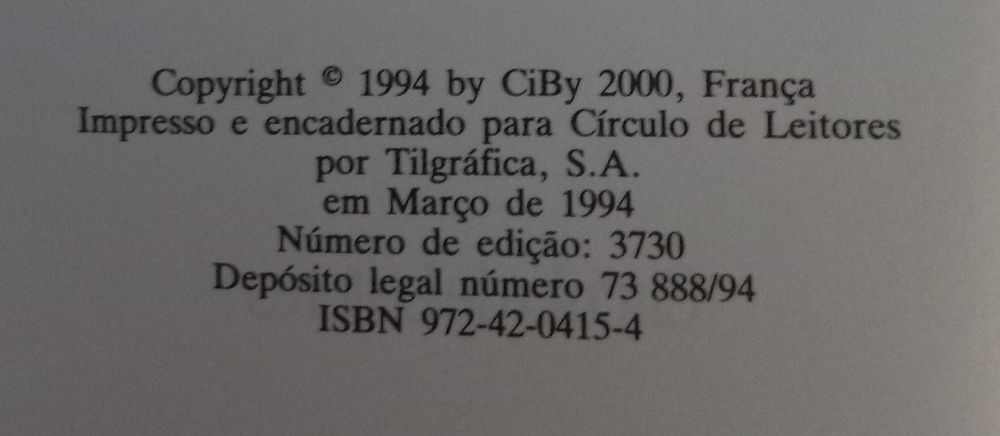 Copyright © 1994 by CiBy 2000, França
Impresso e encadernado para Círculo de Leitores
por Tilgráfica, S.A.
em Março de 1994
Número de edição: 3730
Depósito legal número 73 888/94
ISBN 972-42-0415-4